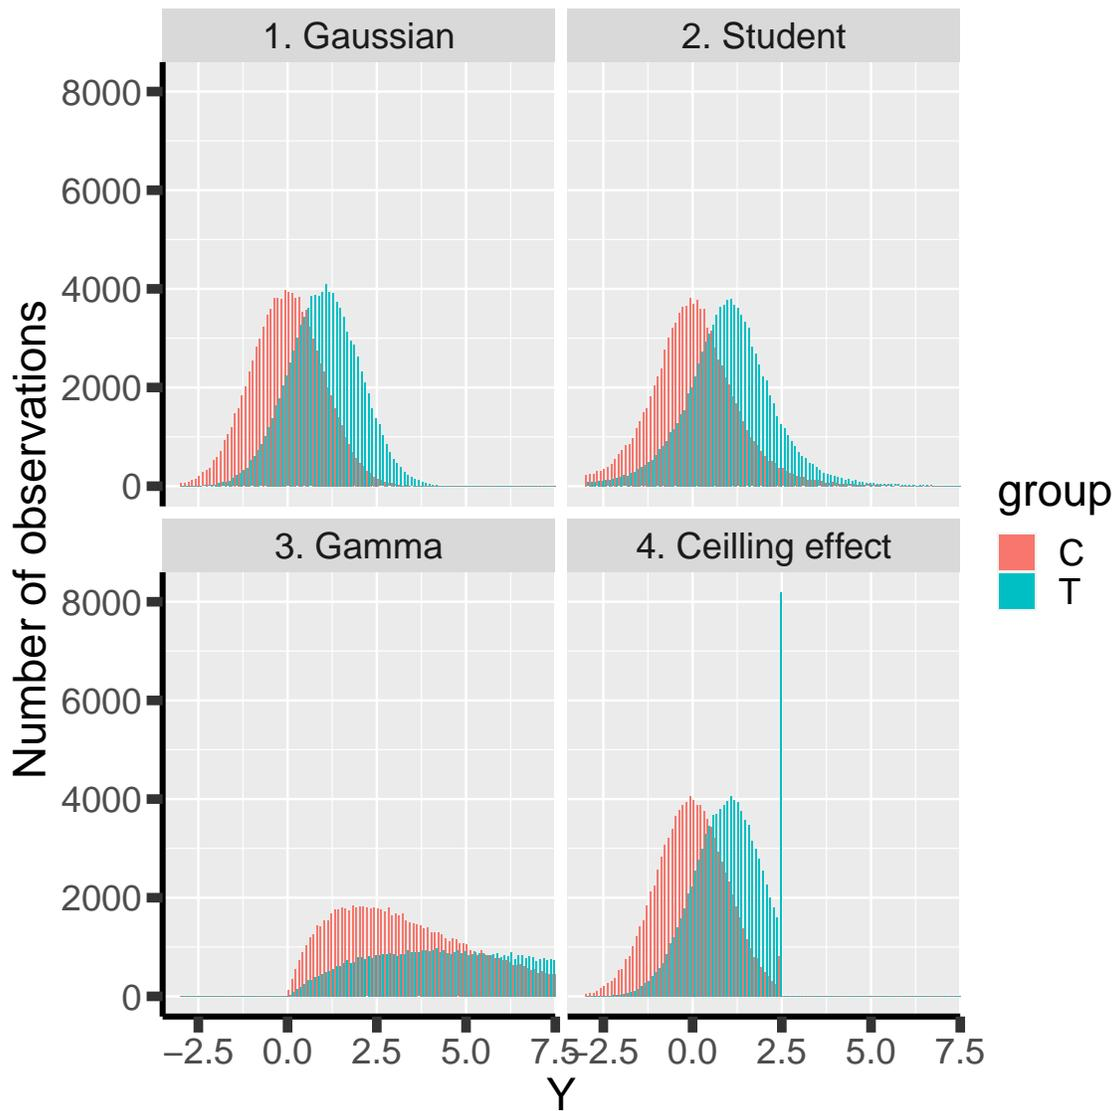 1. Gaussian
2. Student
8000
6000
4000
2000
0
3. Gamma
4. Ceilling effect
8000
6000
4000
2000
0
−2.5 0.0 2.5 5.0 7.5
−2.5 0.0 2.5 5.0 7.5
Y
Number of observations
group
C
T